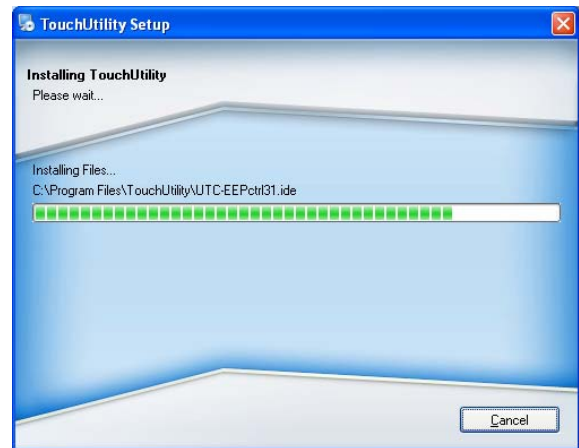 TouchUtility Setup
Installing TouchUtility
Please wait...
Installing Files...
C:\Program Files\TouchUtility\UTC-EEPctrl31.ide
Cancel